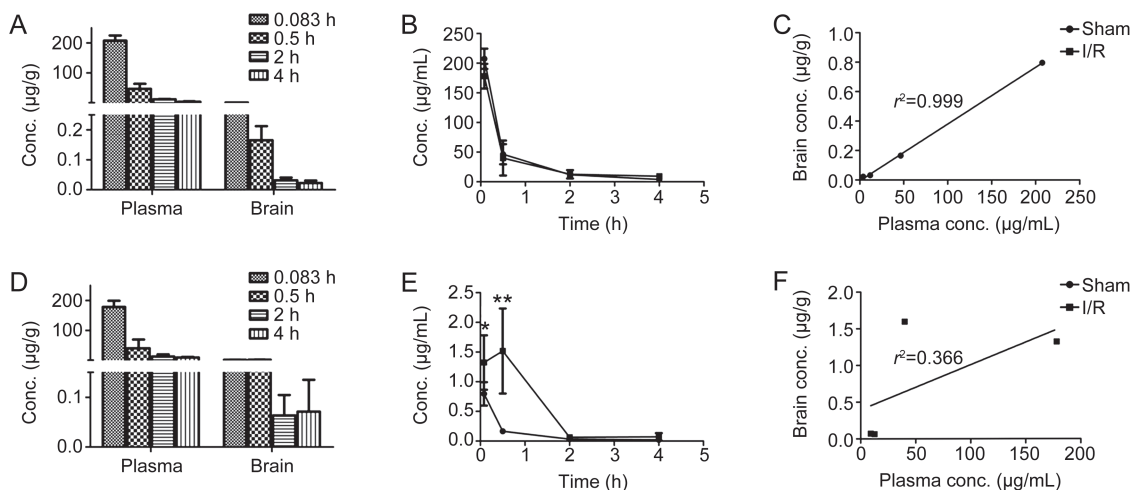 A
Conc. (µg/g)
200
100
0.2
0.1
0.0
Plasma
Brain
0.083 h
0.5 h
2 h
4 h
B
Conc. (µg/mL)
250
200
150
100
50
0
0 1 2 3 4 5
Time (h)
C
Brain conc. (µg/mL)
1.0
0.8
0.6
0.4
0.2
0.0
r²=0.999
0 50 100 150 200 250
Plasma conc. (µg/mL)
Sham
I/R
D
Conc. (µg/g)
200
100
0.1
0.0
Plasma
Brain
0.083 h
0.5 h
2 h
4 h
E
Conc. (µg/mL)
2.5
2.0
1.5
1.0
0.5
0.0
*
**
0 1 2 3 4 5
Time (h)
F
Brain conc. (µg/mL)
2.0
1.5
1.0
0.5
0.0
r²=0.366
0 50 100 150 200
Plasma conc. (µg/mL)
Sham
I/R